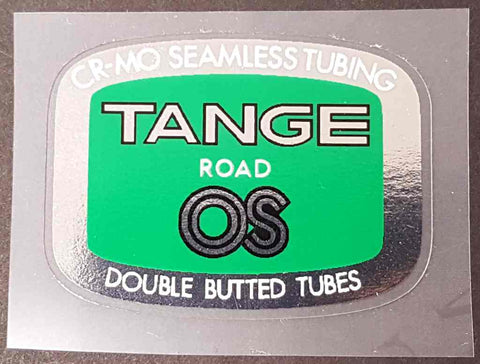 CR-MO SEAMLESS TUBING
TANGE
ROAD
OS
DOUBLE BUTTED TUBES